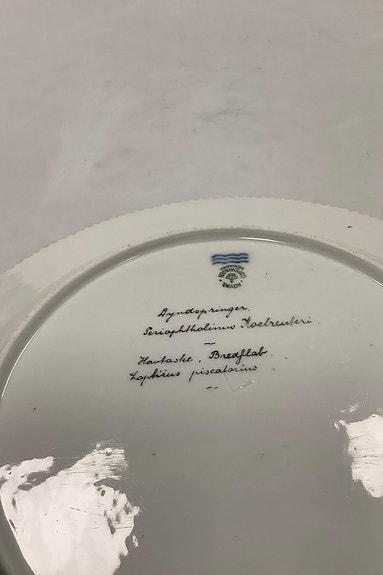 Dyndspringer.
Periophthalmus Koelreuteri.
Havtaske, Bredflab.
Lophius piscatorius